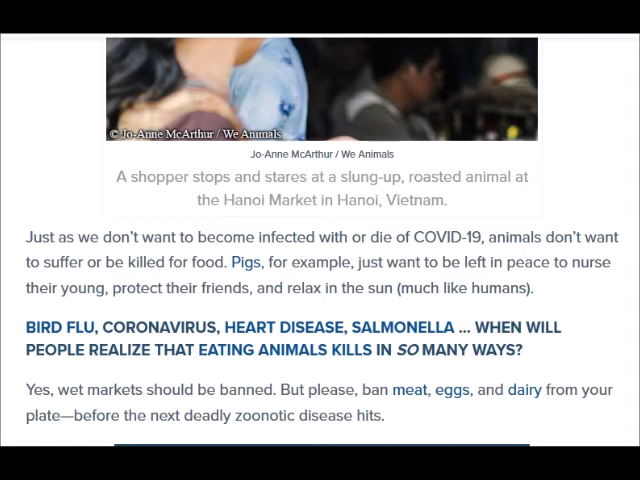 © Jo-Anne McArthur / We Animals
Jo-Anne McArthur / We Animals
A shopper stops and stares at a slung-up, roasted animal at
the Hanoi Market in Hanoi, Vietnam.
Just as we don’t want to become infected with or die of COVID-19, animals don’t want
to suffer or be killed for food. Pigs, for example, just want to be left in peace to nurse
their young, protect their friends, and relax in the sun (much like humans).
BIRD FLU, CORONAVIRUS, HEART DISEASE, SALMONELLA ... WHEN WILL
PEOPLE REALIZE THAT EATING ANIMALS KILLS IN SO MANY WAYS?
Yes, wet markets should be banned. But please, ban meat, eggs, and dairy from your
plate—before the next deadly zoonotic disease hits.